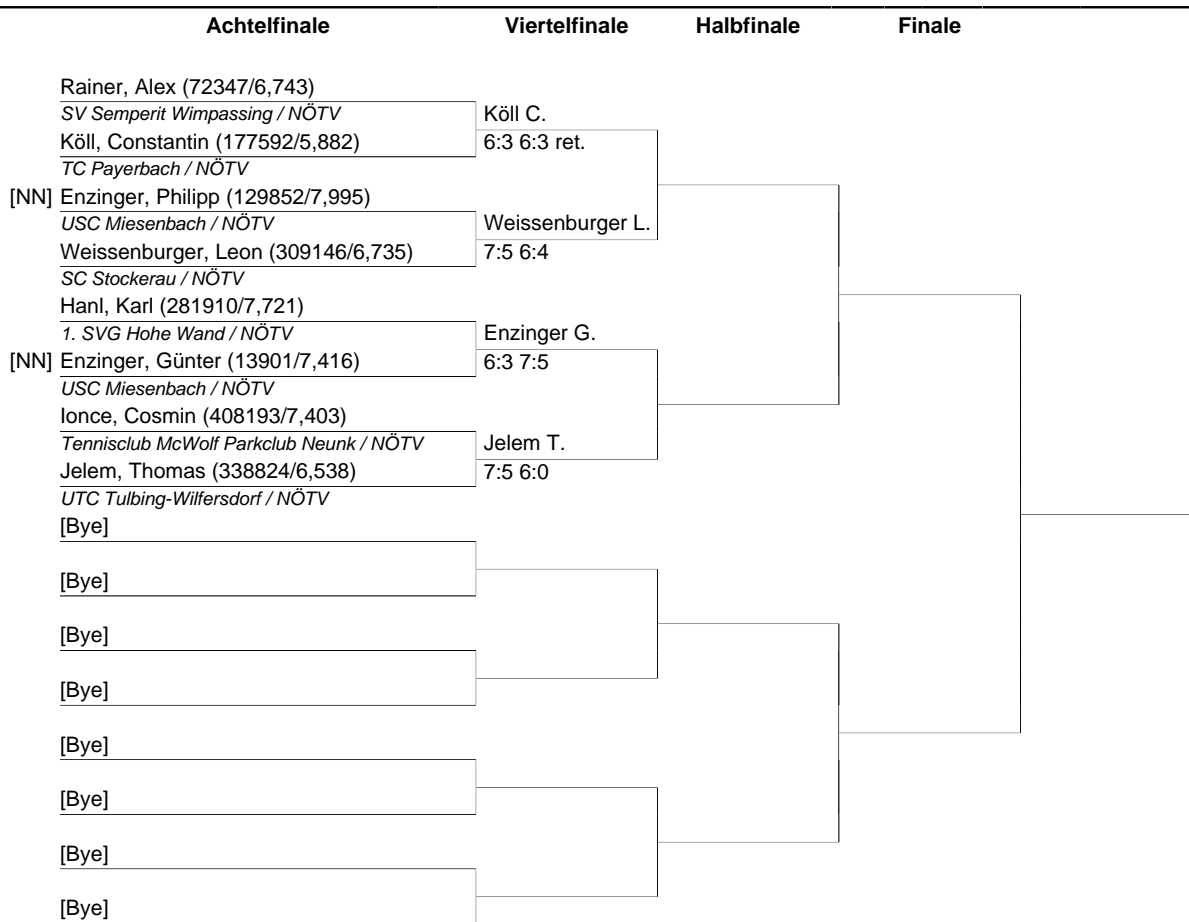 Achtelfinale Viertelfinale Halbfinale Finale
Rainer, Alex (72347/6,743)
SV Semperit Wimpassing / NÖTV Köll C.
Köll, Constantin (177592/5,882) 6:3 6:3 ret.
TC Payerbach / NÖTV
[NN] Enzinger, Philipp (129852/7,995)
USC Miesenbach / NÖTV Weissenburger L.
Weissenburger, Leon (309146/6,735) 7:5 6:4
SC Stockerau / NÖTV
Hanl, Karl (281910/7,721)
1. SVG Hohe Wand / NÖTV Enzinger G.
[NN] Enzinger, Günter (13901/7,416) 6:3 7:5
USC Miesenbach / NÖTV
Ionce, Cosmin (408193/7,403)
Tennisclub McWolf Parkclub Neunk / NÖTV Jelem T.
Jelem, Thomas (338824/6,538) 7:5 6:0
UTC Tulbing-Wilfersdorf / NÖTV
[Bye]
[Bye]
[Bye]
[Bye]
[Bye]
[Bye]
[Bye]
[Bye]